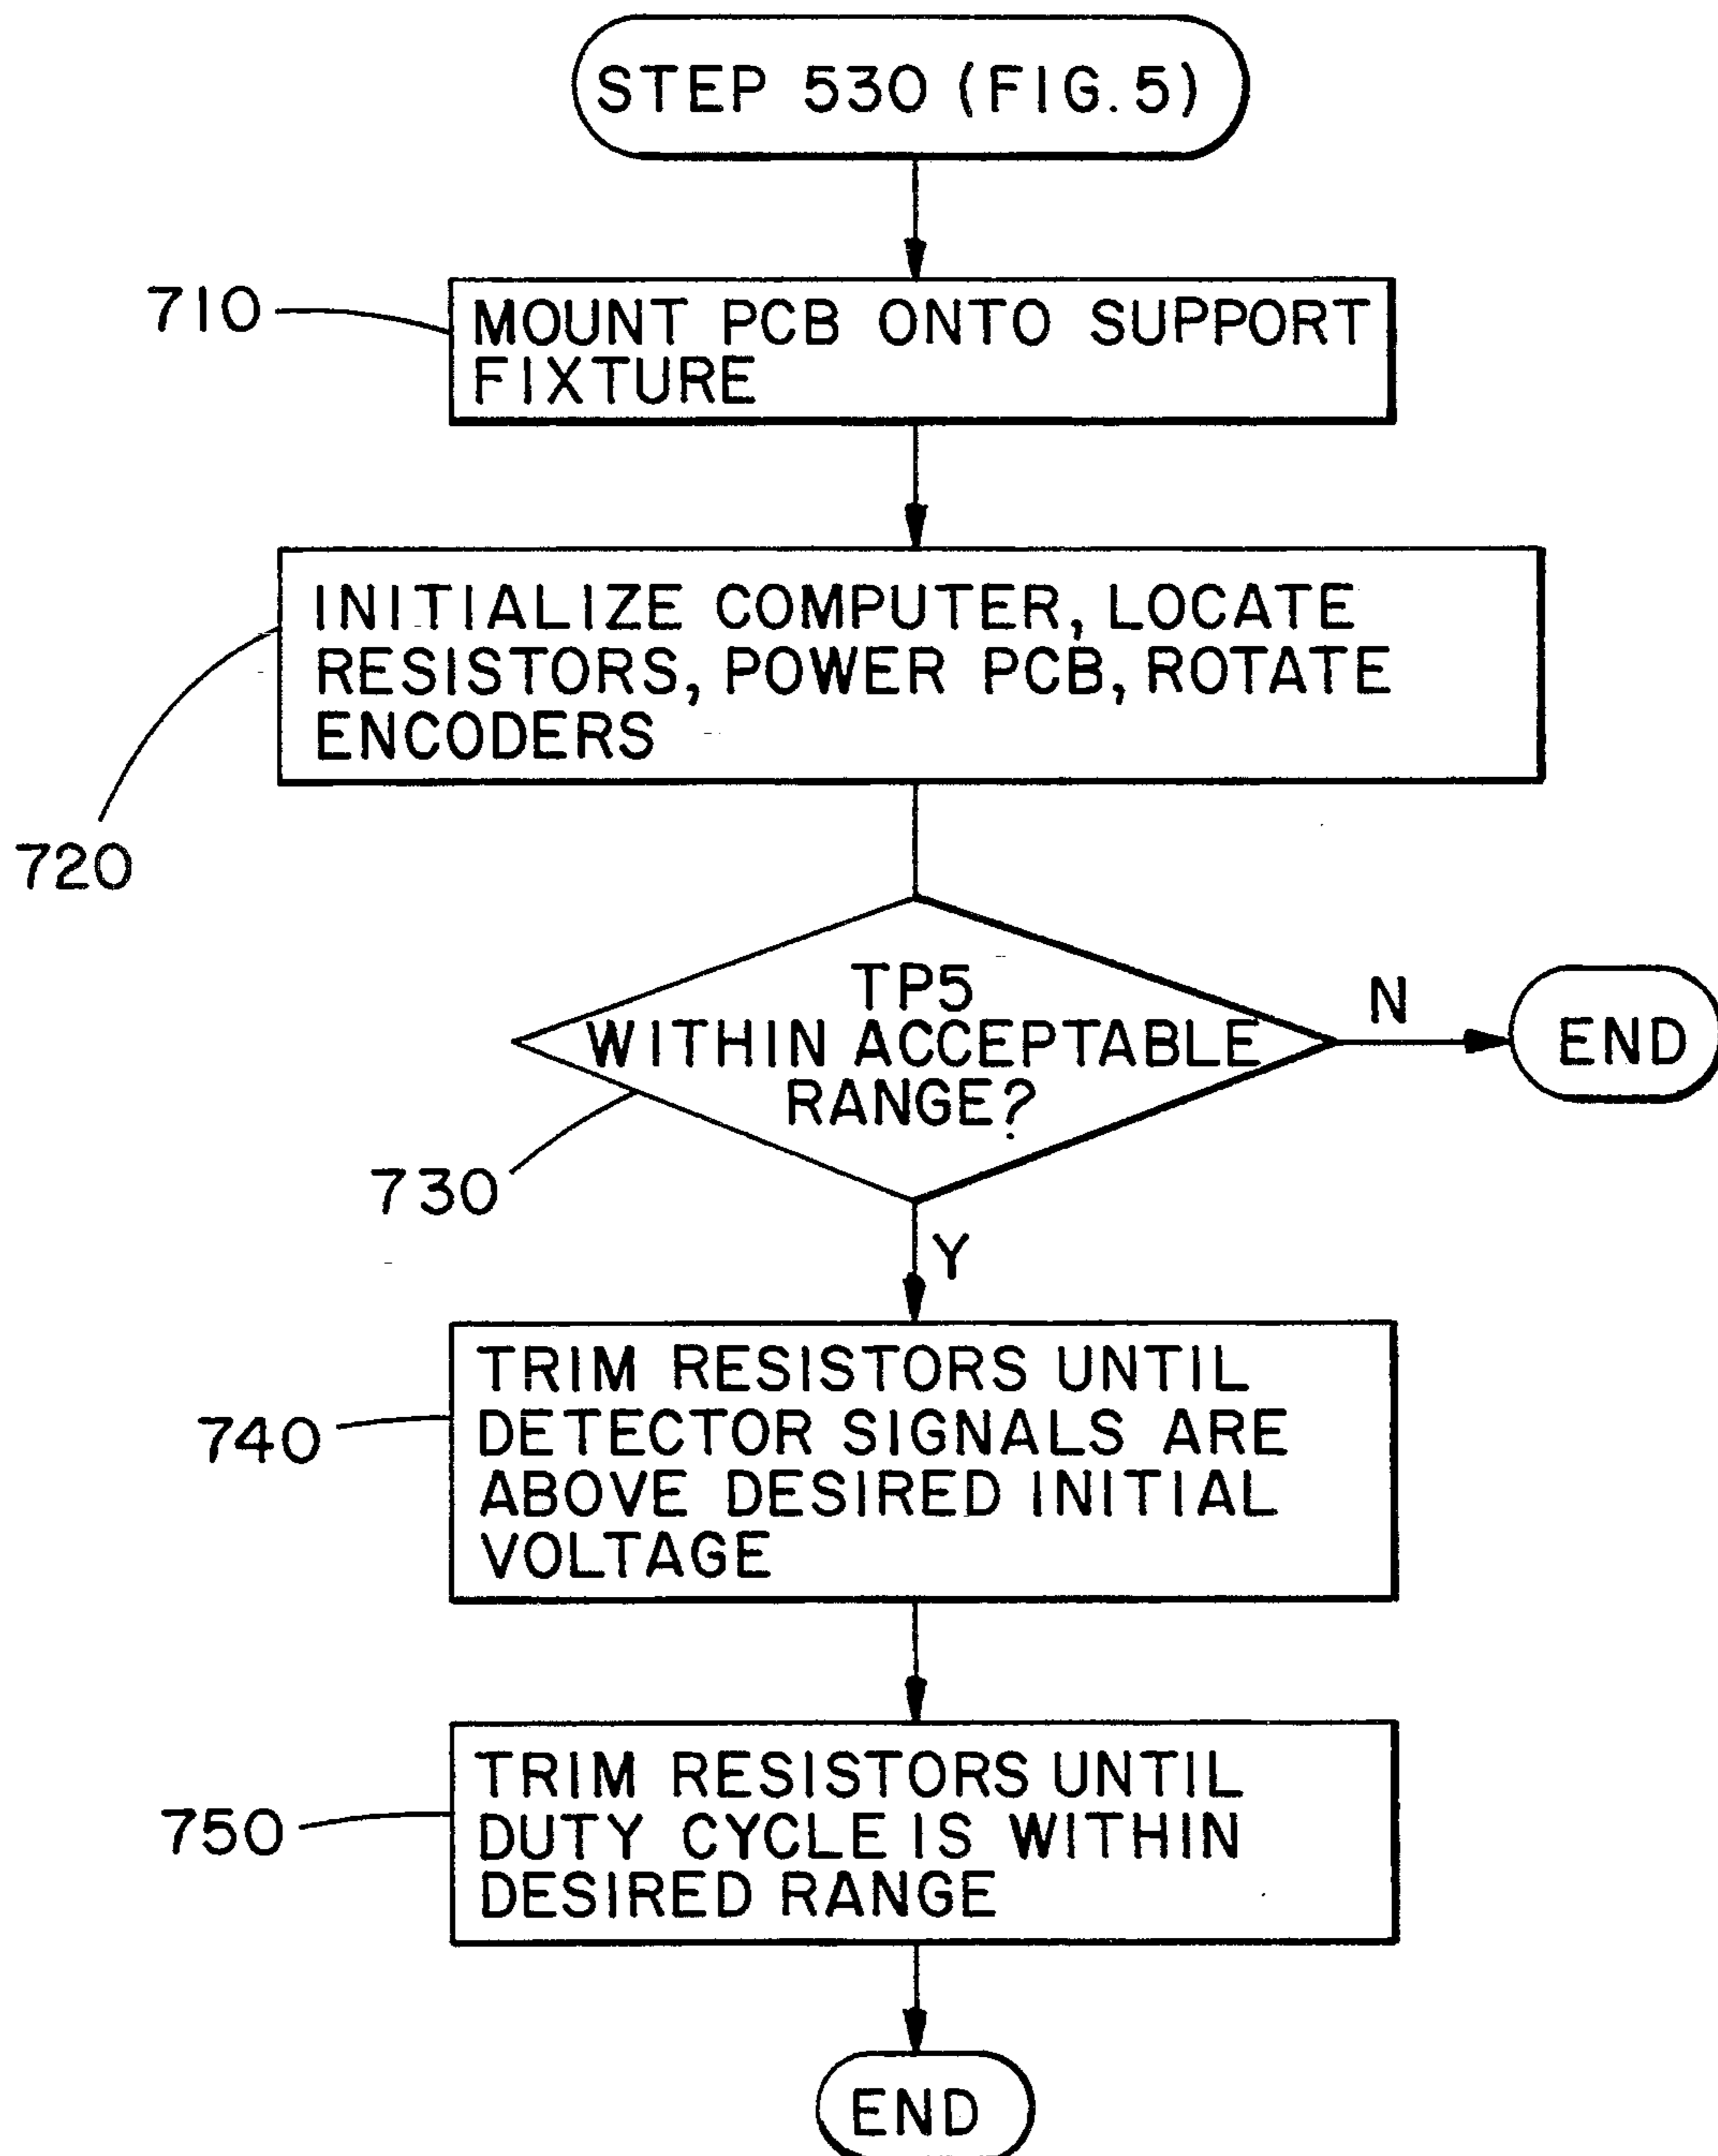 STEP 530 (FIG. 5)
710
MOUNT PCB ONTO SUPPORT
FIXTURE
INITIALIZE COMPUTER, LOCATE
RESISTORS, POWER PCB, ROTATE
ENCODERS
720
TP5
WITHIN ACCEPTABLE
RANGE?
N
END
730
Y
740
TRIM RESISTORS UNTIL
DETECTOR SIGNALS ARE
ABOVE DESIRED INITIAL
VOLTAGE
750
TRIM RESISTORS UNTIL
DUTY CYCLE IS WITHIN
DESIRED RANGE
END